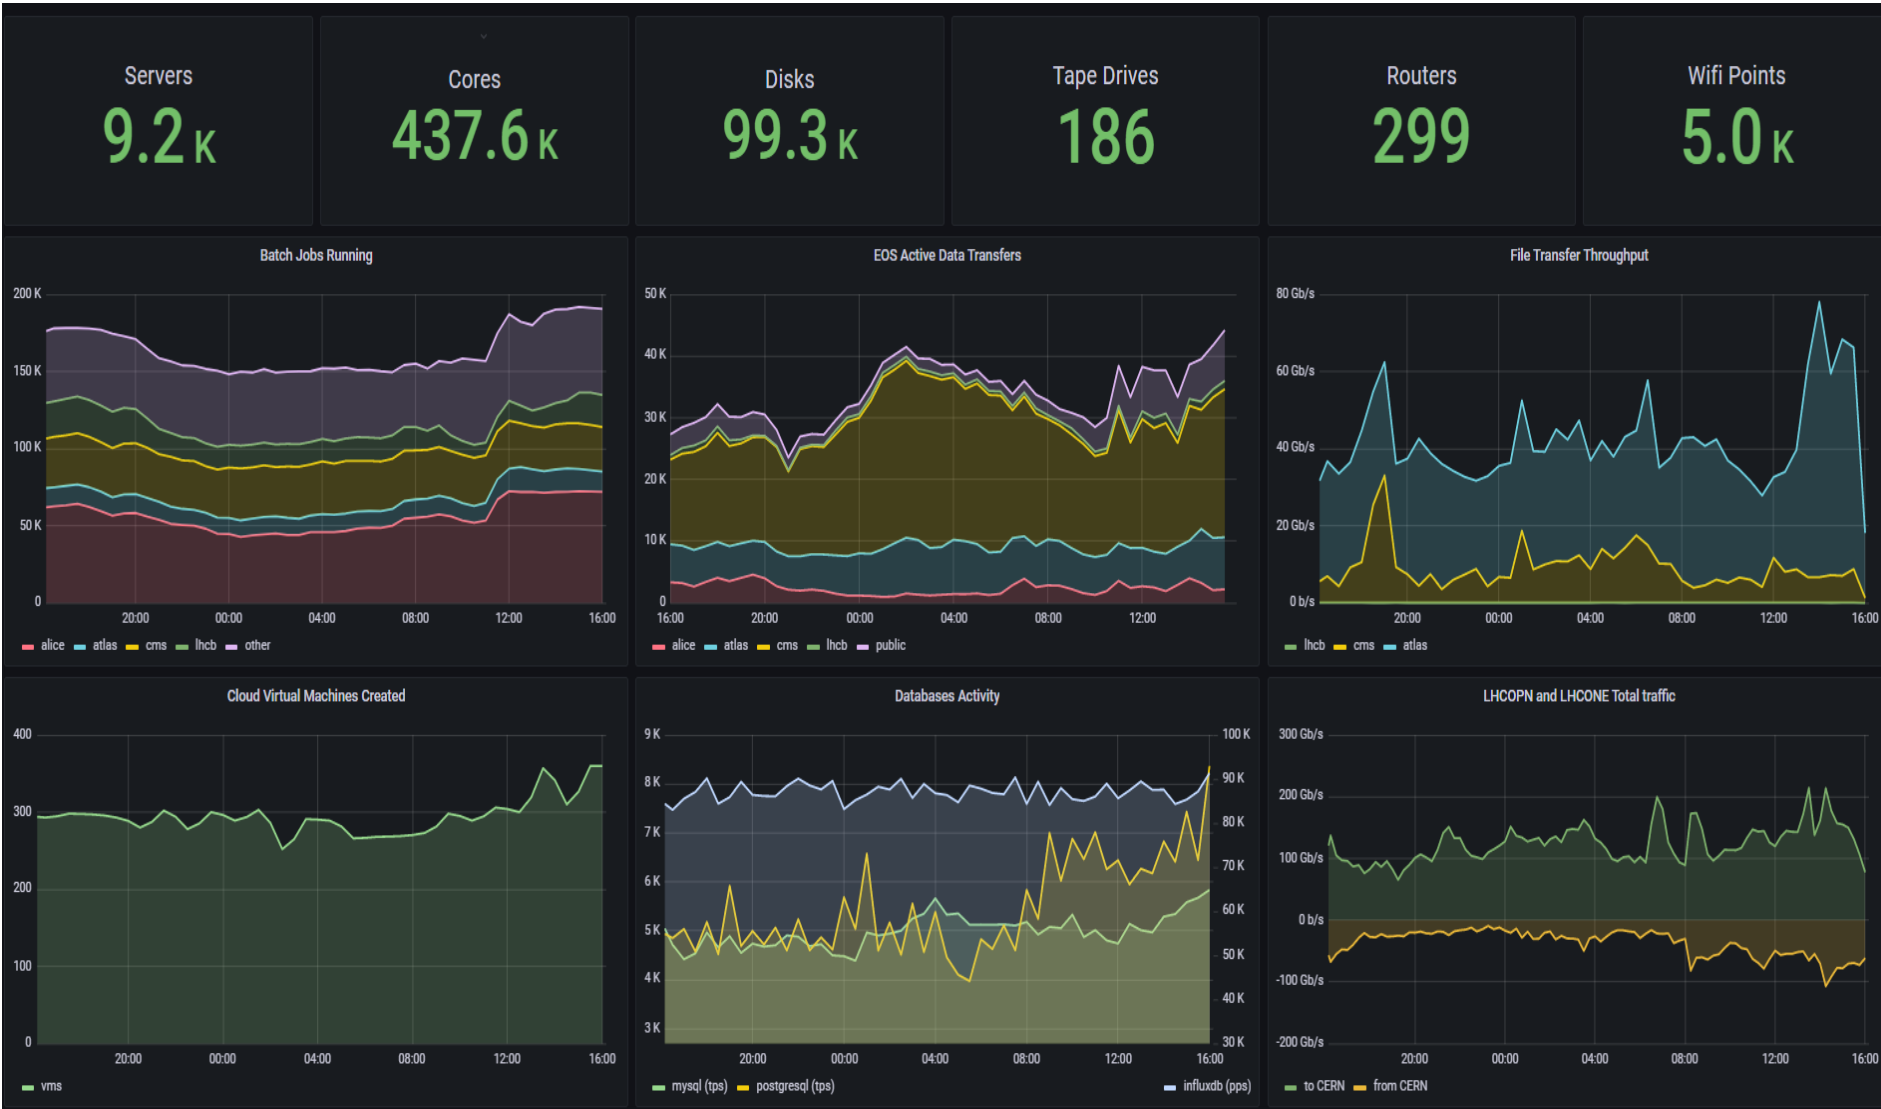 Servers
9.2 K
Cores
437.6 K
Disks
99.3 K
Tape Drives
186
Routers
299
Wifi Points
5.0 K
Batch Jobs Running
200 K
150 K
100 K
50 K
0
20:00 00:00 04:00 08:00 12:00 16:00
alice atlas cms lhcb other
EOS Active Data Transfers
50 K
40 K
30 K
20 K
10 K
0
16:00 20:00 00:00 04:00 08:00 12:00
alice atlas cms lhcb public
File Transfer Throughput
80 Gb/s
60 Gb/s
40 Gb/s
20 Gb/s
0 b/s
20:00 00:00 04:00 08:00 12:00 16:00
lhcb cms atlas
Cloud Virtual Machines Created
400
300
200
100
0
20:00 00:00 04:00 08:00 12:00 16:00
vms
Databases Activity
9 K 100 K
8 K 90 K
80 K
7 K
70 K
6 K
60 K
5 K
50 K
4 K
40 K
3 K
30 K
20:00 00:00 04:00 08:00 12:00 16:00
mysql (tps) postgresql (tps) influxdb (pps)
LHCOPN and LHCONE Total traffic
300 Gb/s
200 Gb/s
100 Gb/s
0 b/s
-100 Gb/s
-200 Gb/s
20:00 00:00 04:00 08:00 12:00 16:00
to CERN from CERN